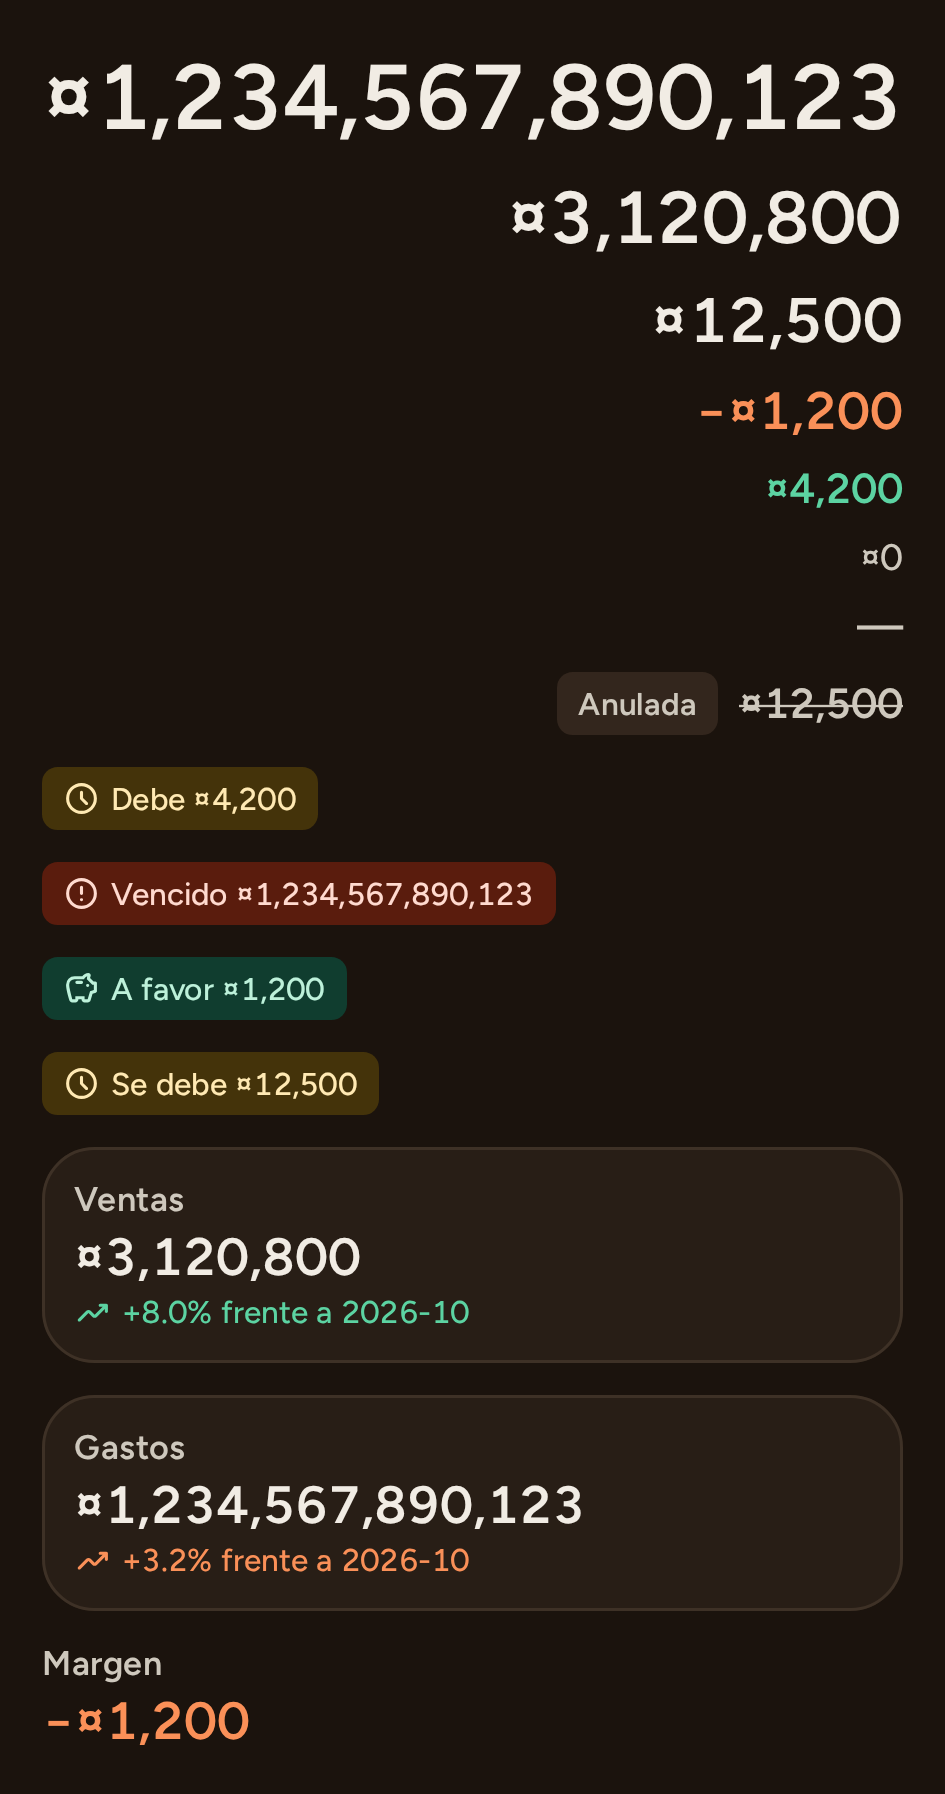 ¤1,234,567,890,123
¤3,120,800
¤12,500
-¤1,200
¤4,200
¤0
—
Anulada ¤12,500
Debe ¤4,200
Vencido ¤1,234,567,890,123
A favor ¤1,200
Se debe ¤12,500
Ventas
¤3,120,800
+8.0% frente a 2026-10
Gastos
¤1,234,567,890,123
+3.2% frente a 2026-10
Margen
-¤1,200